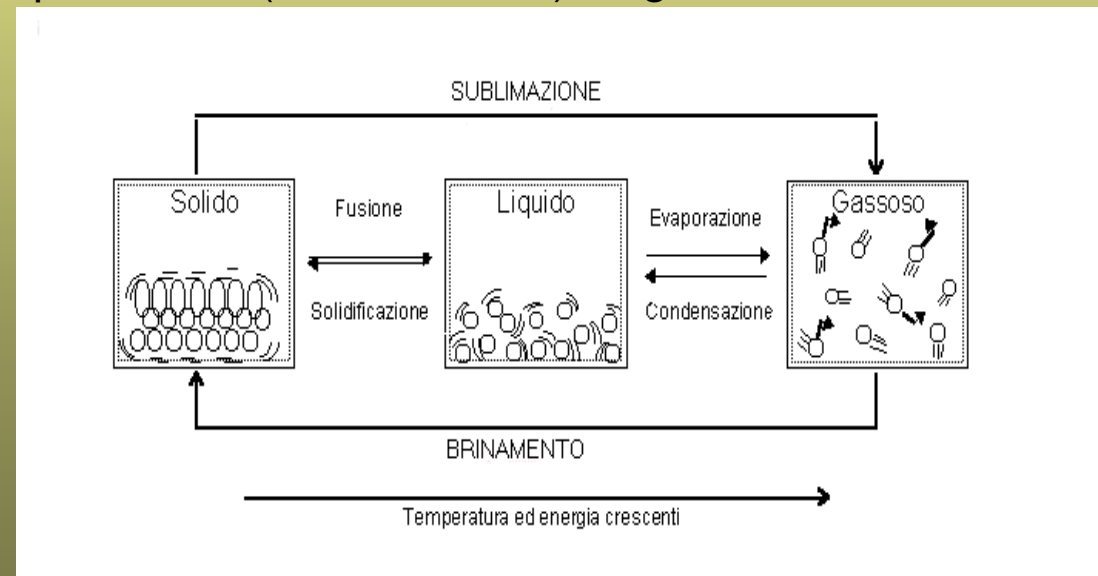 SUBLIMAZIONE
Solido
Fusione
Solidificazione
Liquido
Evaporazione
Condensazione
Gassoso
BRINAMENTO
Temperatura ed energia crescenti